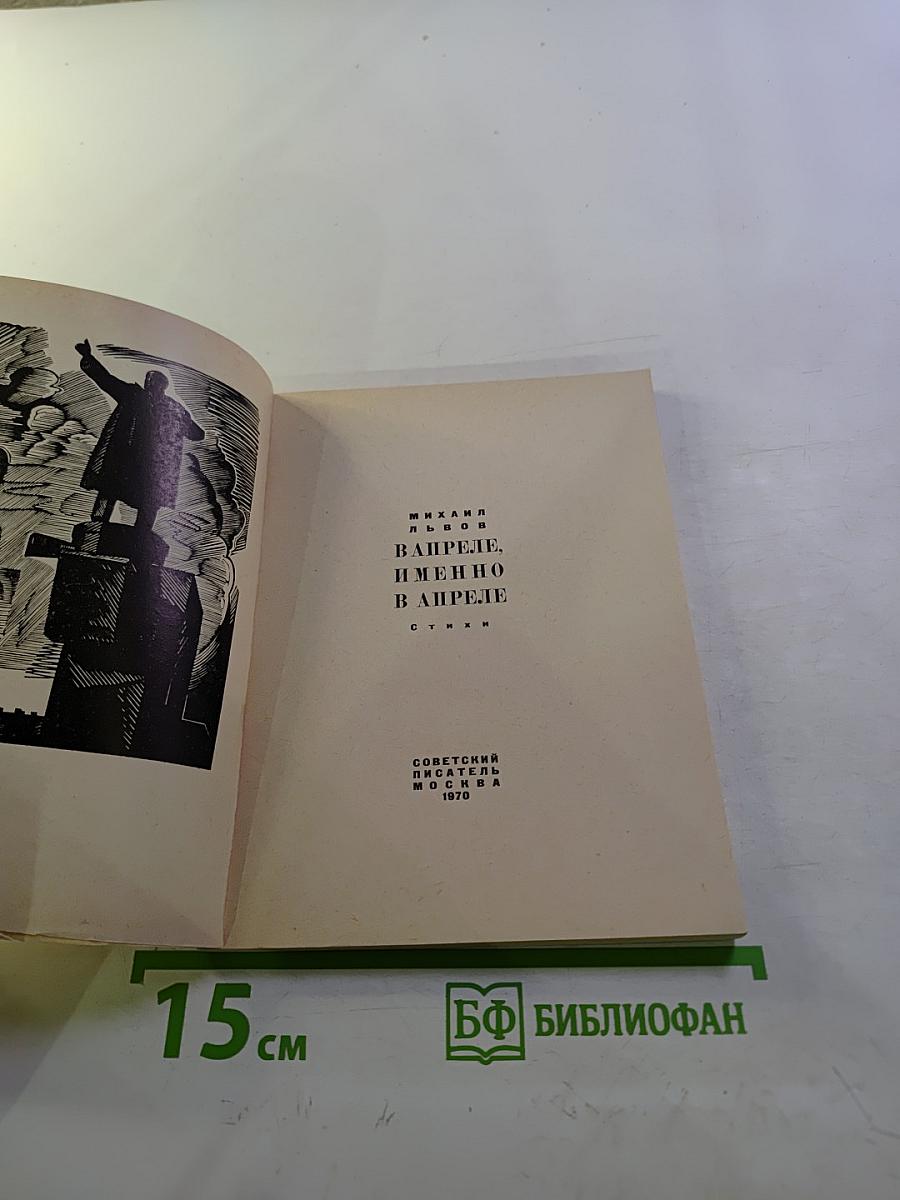 МИХАИЛ
ЛЬВОВ
В АПРЕЛЕ,
ИМЕННО
В АПРЕЛЕ
Стихи
СОВЕТСКИЙ
ПИСАТЕЛЬ
МОСКВА
1970
15 см
БФ БИБЛИОФАН